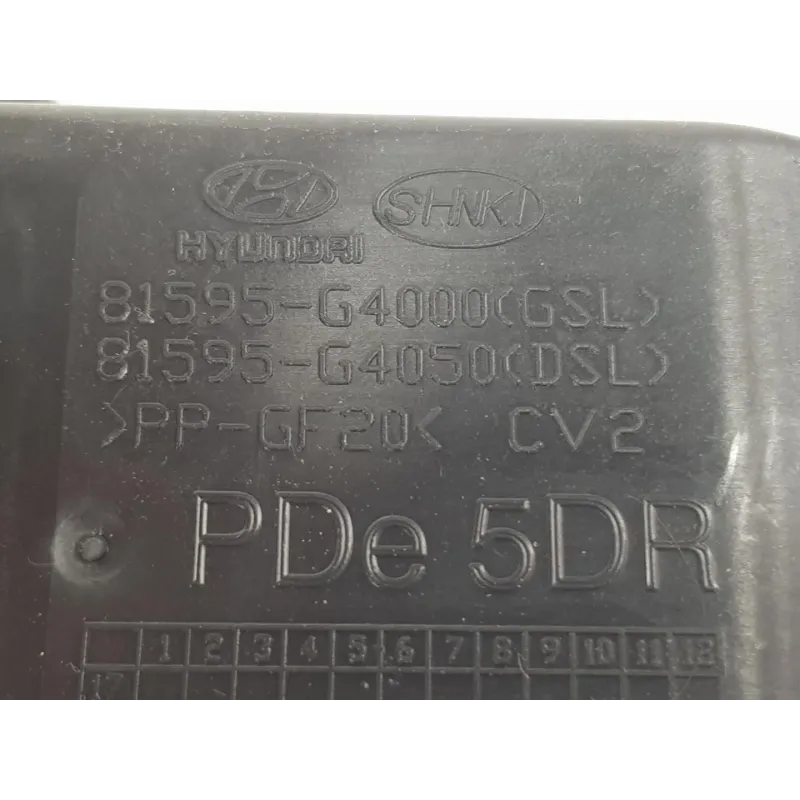 SHNKI
HYUNDAI
81595-G4000(GSL)
81595-G4050(DSL)
>PP-GF20< CV2
PDe 5DR
1 2 3 4 5 6 7 8 9 10 11 12
17